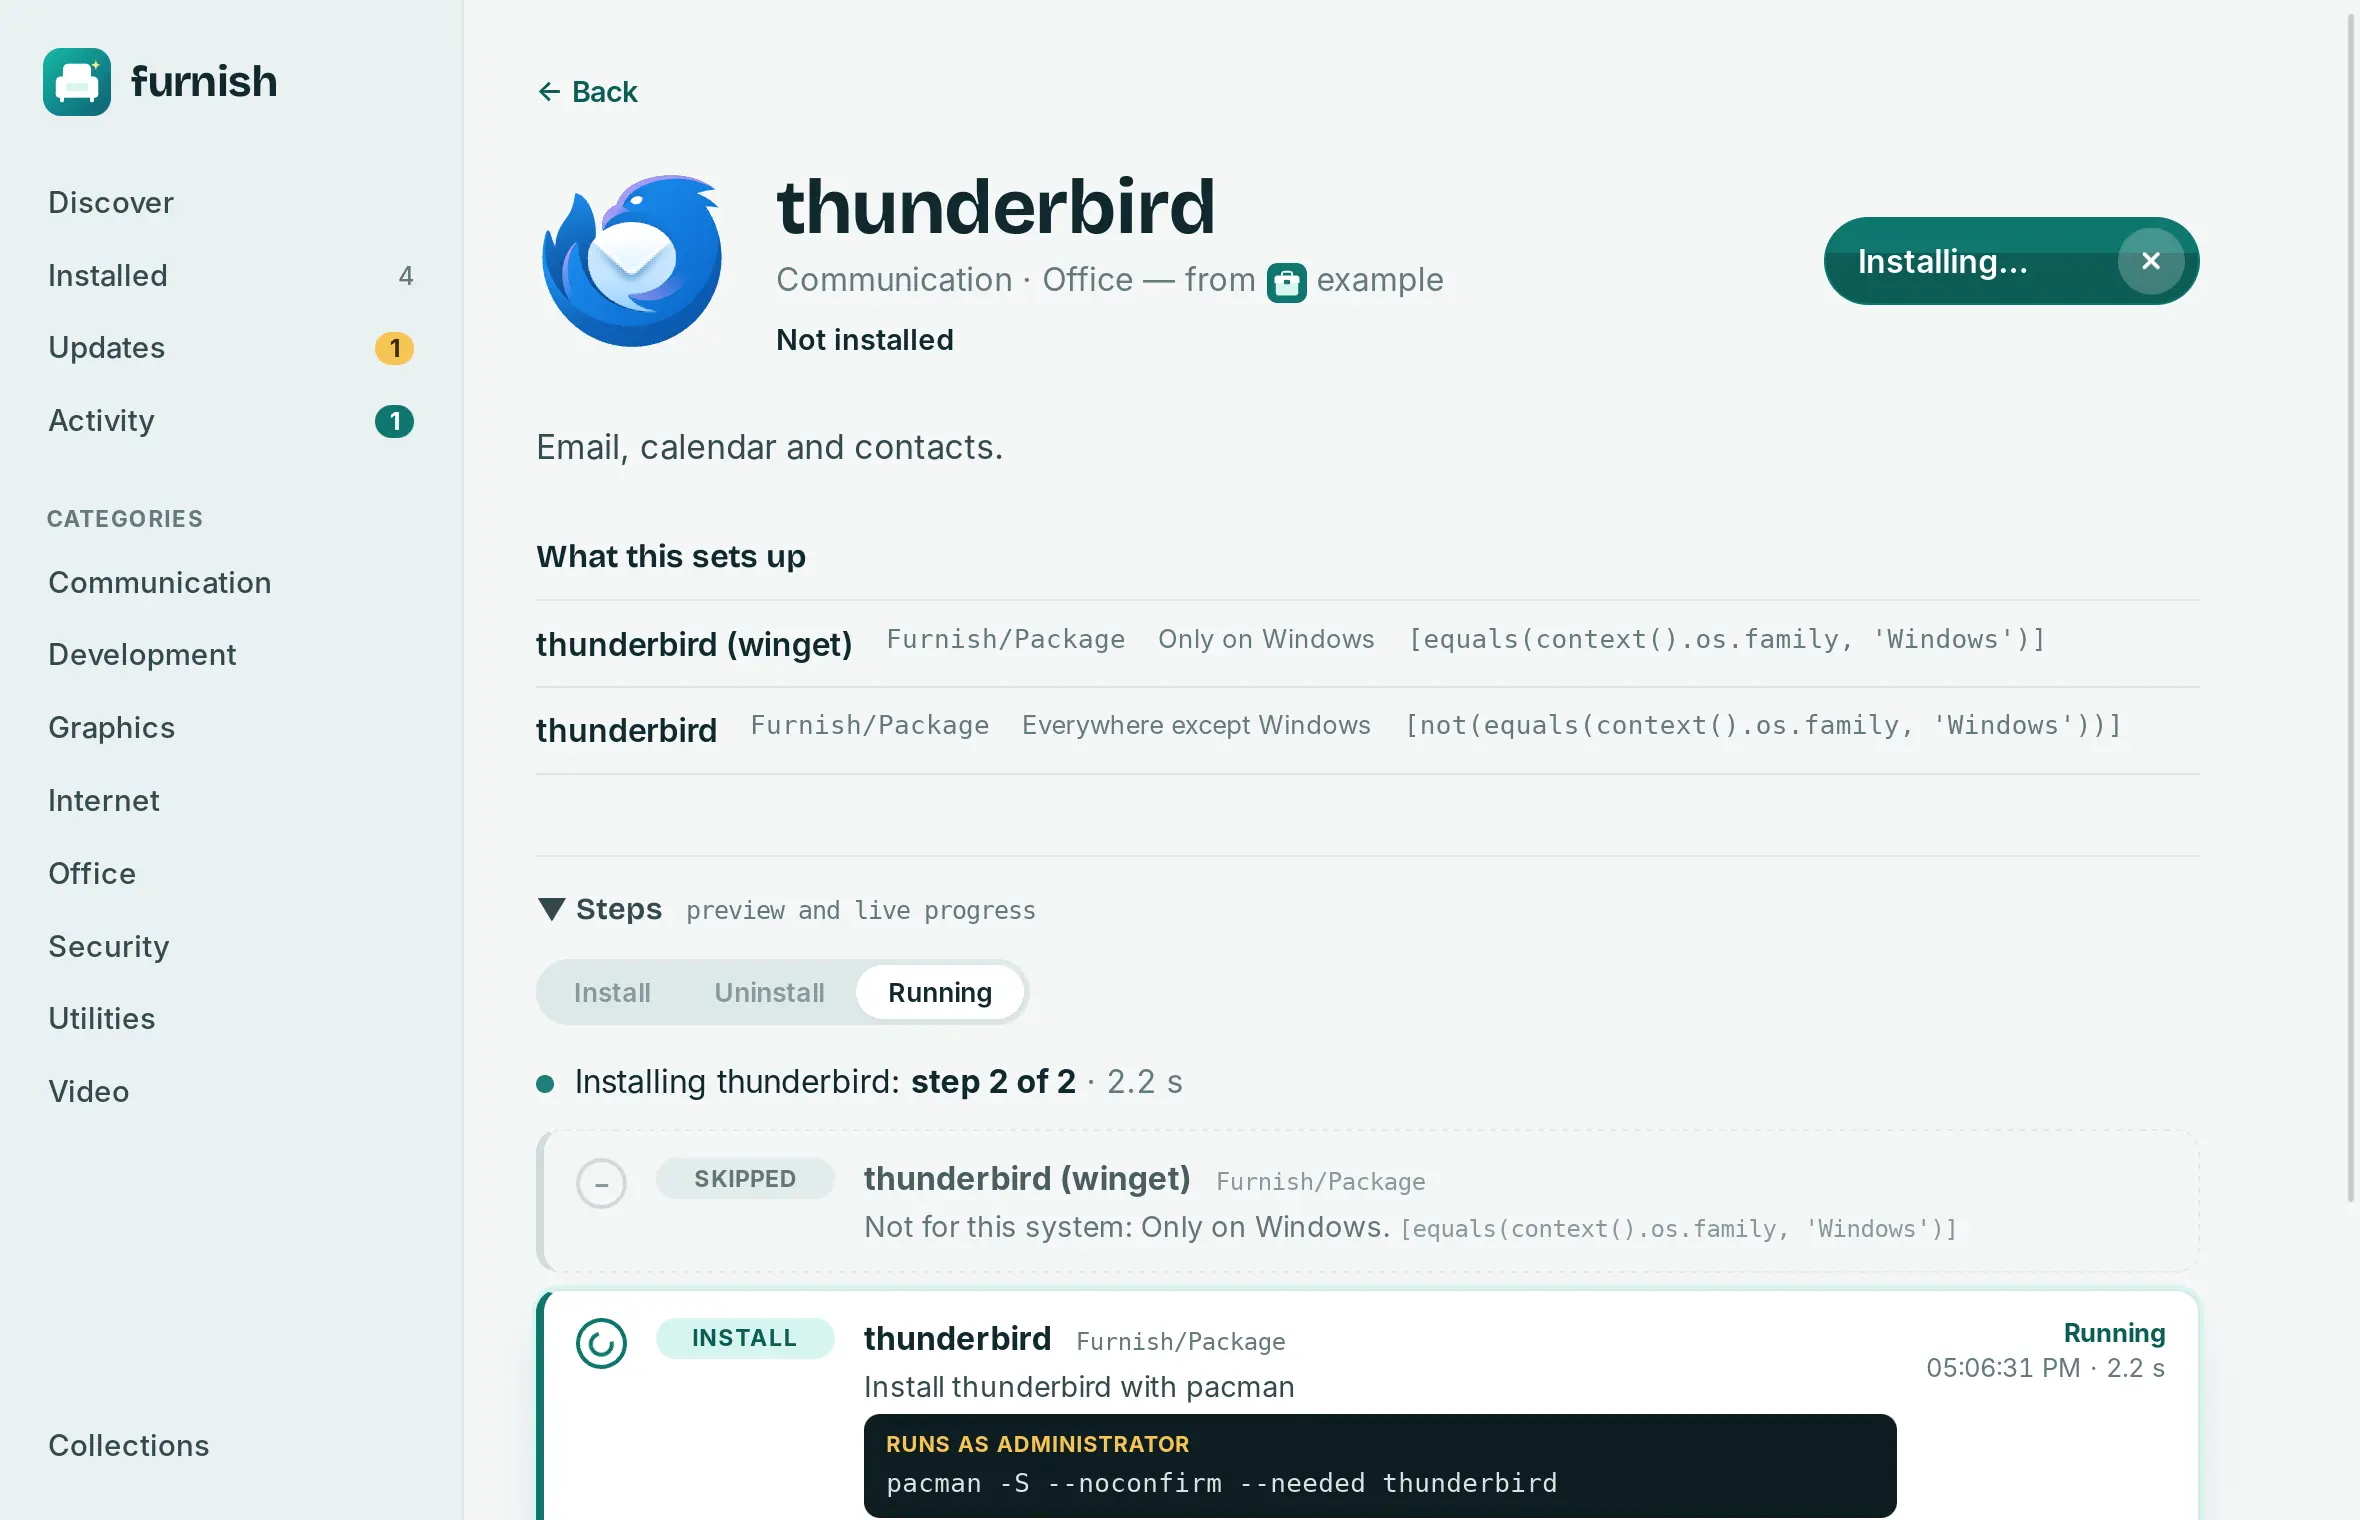 furnish
Discover
Installed 4
Updates 1
Activity 1
CATEGORIES
Communication
Development
Graphics
Internet
Office
Security
Utilities
Video
Collections
← Back
thunderbird
Communication · Office — from example
Not installed
Installing... ×
Email, calendar and contacts.
What this sets up
thunderbird (winget) Furnish/Package Only on Windows [equals(context().os.family, 'Windows')]
thunderbird Furnish/Package Everywhere except Windows [not(equals(context().os.family, 'Windows'))]
▼ Steps preview and live progress
Install Uninstall Running
Installing thunderbird: step 2 of 2 · 2.2 s
SKIPPED thunderbird (winget) Furnish/Package
Not for this system: Only on Windows. [equals(context().os.family, 'Windows')]
INSTALL thunderbird Furnish/Package Running
05:06:31 PM · 2.2 s
Install thunderbird with pacman
RUNS AS ADMINISTRATOR
pacman -S --noconfirm --needed thunderbird